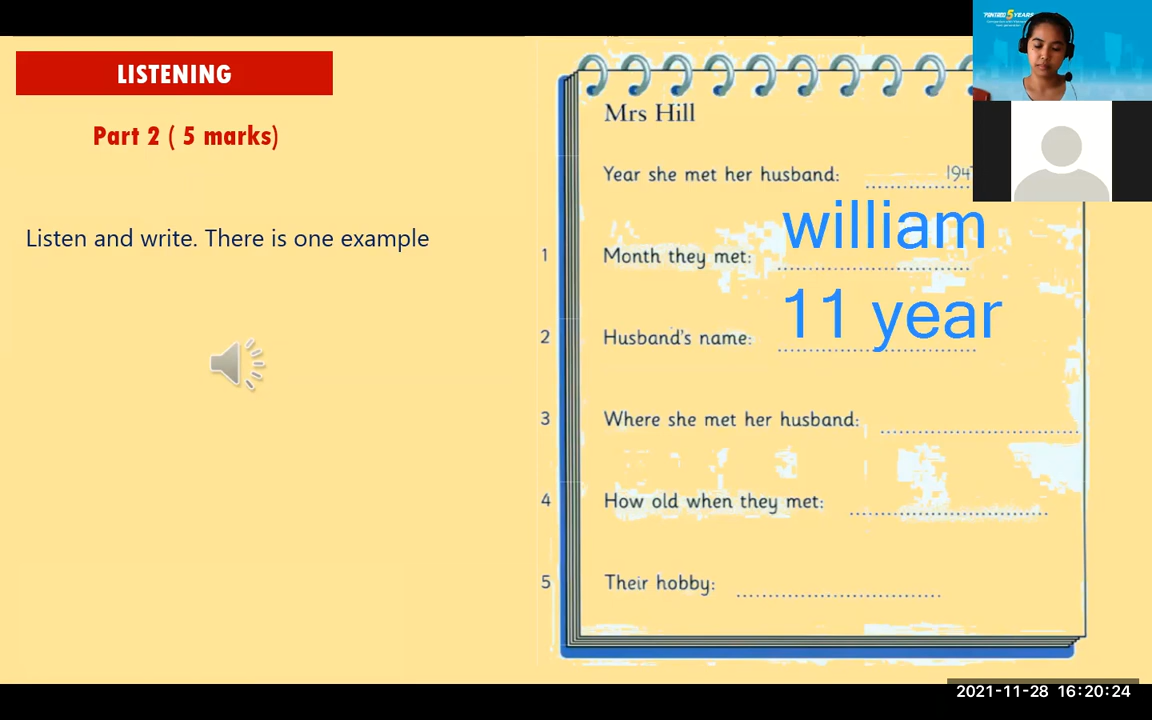 LISTENING
Part 2 ( 5 marks)
Listen and write. There is one example
Mrs Hill
Year she met her husband:
william
1 Month they met:
11 year
2 Husband's name:
3 Where she met her husband:
4 How old when they met:
5 Their hobby:
5 YEARS
2021-11-28 16:20:24